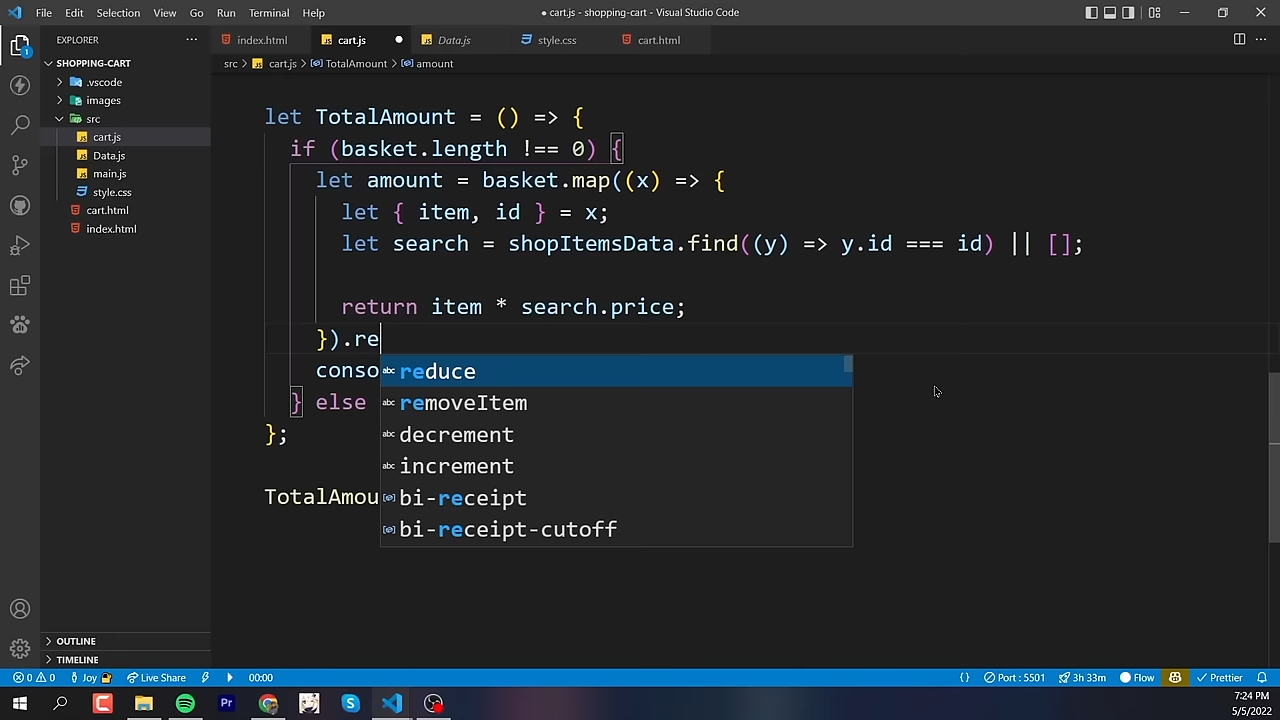 File Edit Selection View Go Run Terminal Help
● cart.js - shopping-cart - Visual Studio Code
EXPLORER ···
SHOPPING-CART
.vscode
images
src
cart.js
Data.js
main.js
style.css
cart.html
index.html
OUTLINE
TIMELINE
index.html cart.js ● Data.js style.css cart.html
src > cart.js > TotalAmount > amount
let TotalAmount = () => {
if (basket.length !== 0) {
let amount = basket.map((x) => {
let { item, id } = x;
let search = shopItemsData.find((y) => y.id === id) || [];
return item * search.price;
}).re
conso
} else
};
TotalAmou
reduce
removeItem
decrement
increment
bi-receipt
bi-receipt-cutoff
0 0 Joy Live Share 00:00 {} Port : 5501 3h 33m Flow Prettier
7:24 PM
5/5/2022